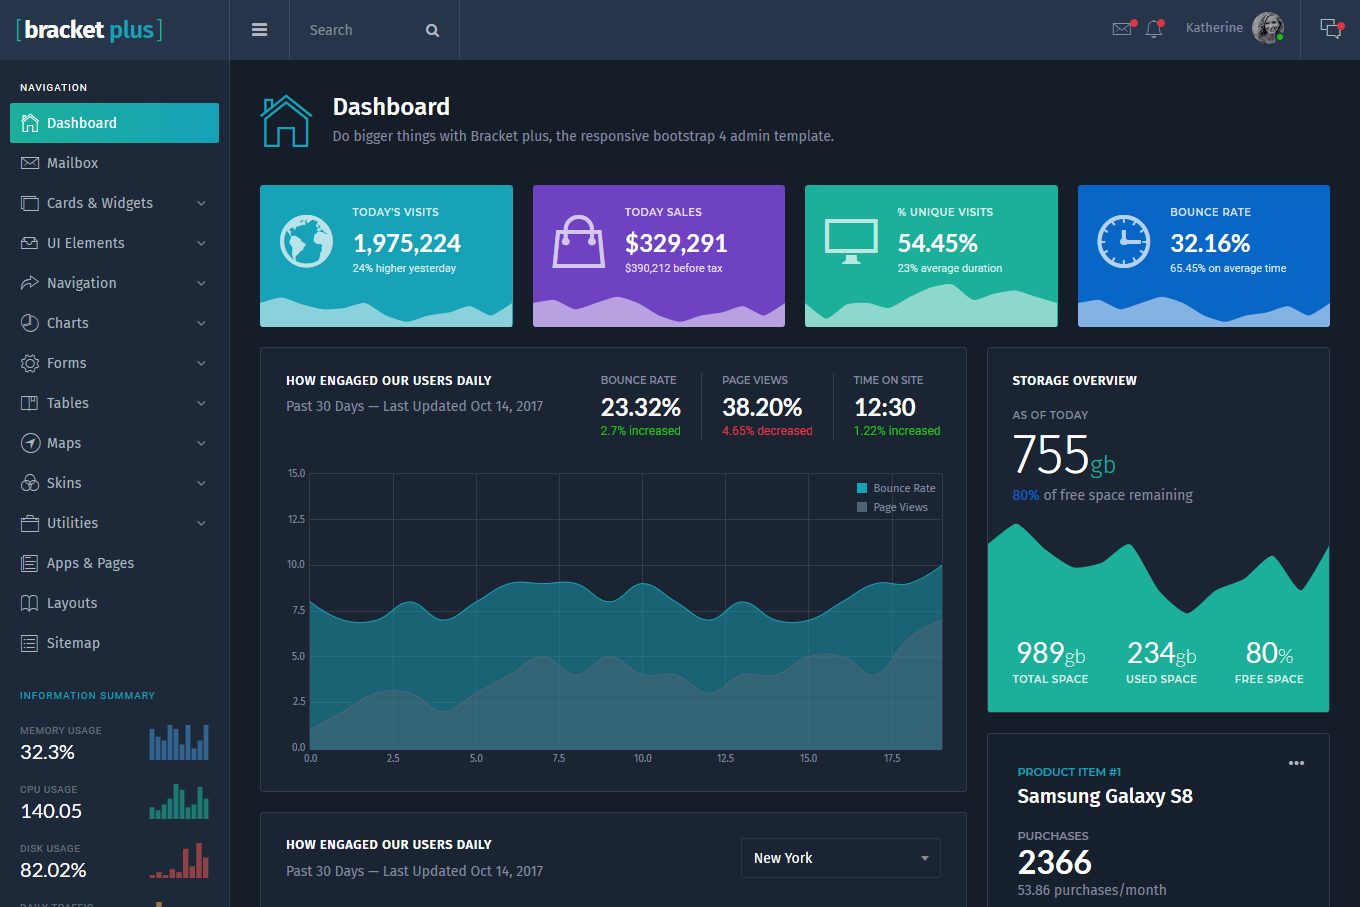 [bracket plus]
Search
Katherine
NAVIGATION
Dashboard
Mailbox
Cards & Widgets
UI Elements
Navigation
Charts
Forms
Tables
Maps
Skins
Utilities
Apps & Pages
Layouts
Sitemap
INFORMATION SUMMARY
MEMORY USAGE
32.3%
CPU USAGE
140.05
DISK USAGE
82.02%
DAILY TRAFFIC
Dashboard
Do bigger things with Bracket plus, the responsive bootstrap 4 admin template.
TODAY'S VISITS
1,975,224
24% higher yesterday
TODAY SALES
$329,291
$390,212 before tax
% UNIQUE VISITS
54.45%
23% average duration
BOUNCE RATE
32.16%
65.45% on average time
HOW ENGAGED OUR USERS DAILY
Past 30 Days — Last Updated Oct 14, 2017
BOUNCE RATE
23.32%
2.7% increased
PAGE VIEWS
38.20%
4.65% decreased
TIME ON SITE
12:30
1.22% increased
15.0
12.5
10.0
7.5
5.0
2.5
0.0
Bounce Rate
Page Views
0.0 2.5 5.0 7.5 10.0 12.5 15.0 17.5
STORAGE OVERVIEW
AS OF TODAY
755gb
80% of free space remaining
989gb
TOTAL SPACE
234gb
USED SPACE
80%
FREE SPACE
HOW ENGAGED OUR USERS DAILY
Past 30 Days — Last Updated Oct 14, 2017
New York
PRODUCT ITEM #1
Samsung Galaxy S8
PURCHASES
2366
53.86 purchases/month